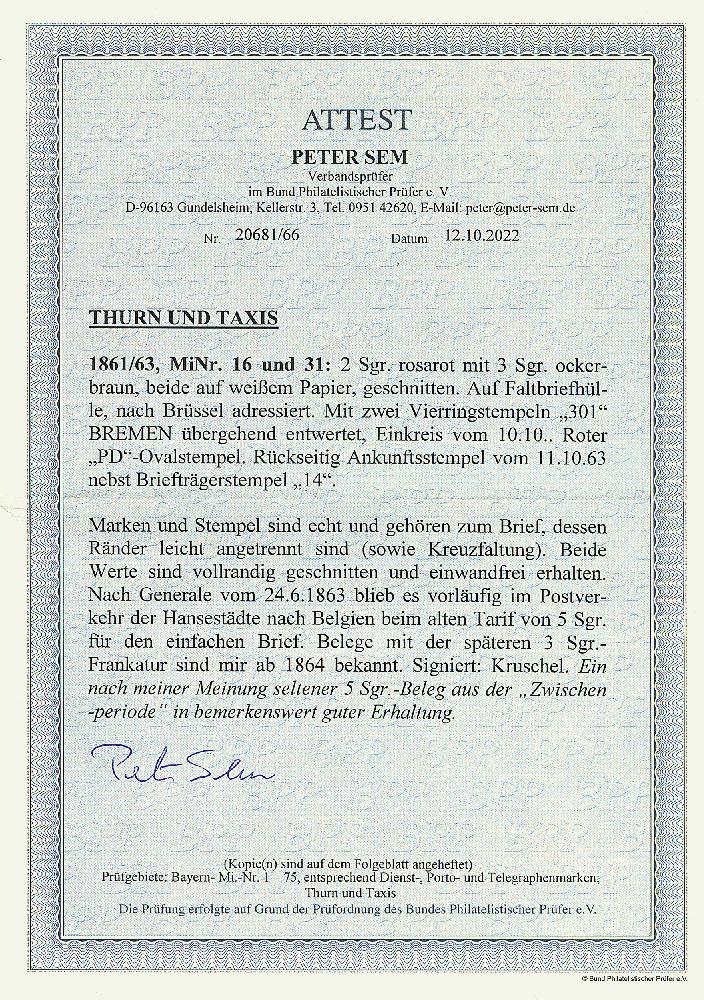 ATTEST
PETER SEM
Verbandsprüfer
im Bund Philatelistischer Prüfer e. V.
D-96163 Gundelsheim, Kellerstr. 3, Tel. 0951 42620, E-Mail: peter@peter-sem.de
Nr. 20681/66 Datum 12.10.2022
THURN UND TAXIS
1861/63, MiNr. 16 und 31: 2 Sgr. rosarot mit 3 Sgr. ocker-
braun, beide auf weißem Papier, geschnitten. Auf Faltbriefhül-
le, nach Brüssel adressiert. Mit zwei Vierringstempeln „301“
BREMEN übergehend entwertet, Einkreis vom 10.10.. Roter
„PD“-Ovalstempel. Rückseitig Ankunftsstempel vom 11.10.63
nebst Briefträgerstempel „14“.
Marken und Stempel sind echt und gehören zum Brief, dessen
Ränder leicht angetrennt sind (sowie Kreuzfaltung). Beide
Werte sind vollrandig geschnitten und einwandfrei erhalten.
Nach Generale vom 24.6.1863 blieb es vorläufig im Postver-
kehr der Hansestädte nach Belgien beim alten Tarif von 5 Sgr.
für den einfachen Brief. Belege mit der späteren 3 Sgr.-
Frankatur sind mir ab 1864 bekannt. Signiert: Kruschel. Ein
nach meiner Meinung seltener 5 Sgr.-Beleg aus der „Zwischen
-periode“ in bemerkenswert guter Erhaltung.
Peter Sem
(Kopie(n) sind auf dem Folgeblatt angeheftet)
Prüfgebiete: Bayern- Mi.-Nr. 1 – 75, entsprechend Dienst-, Porto- und Telegraphenmarken;
Thurn und Taxis
Die Prüfung erfolgte auf Grund der Prüfordnung des Bundes Philatelistischer Prüfer e.V.
© Bund Philatelistischer Prüfer e.V.